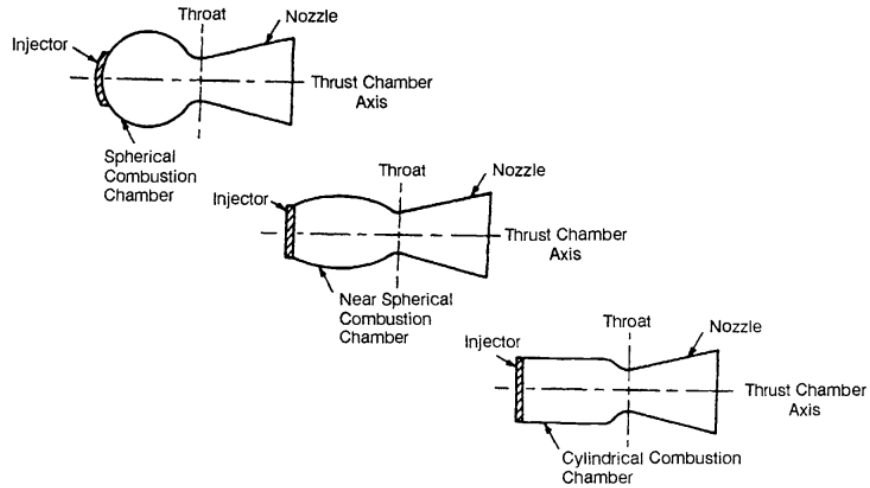 Throat
Nozzle
Injector
Thrust Chamber
Axis
Spherical
Combustion
Chamber
Throat
Nozzle
Injector
Thrust Chamber
Axis
Near Spherical
Combustion
Chamber
Throat
Nozzle
Injector
Thrust Chamber
Axis
Cylindrical Combustion
Chamber